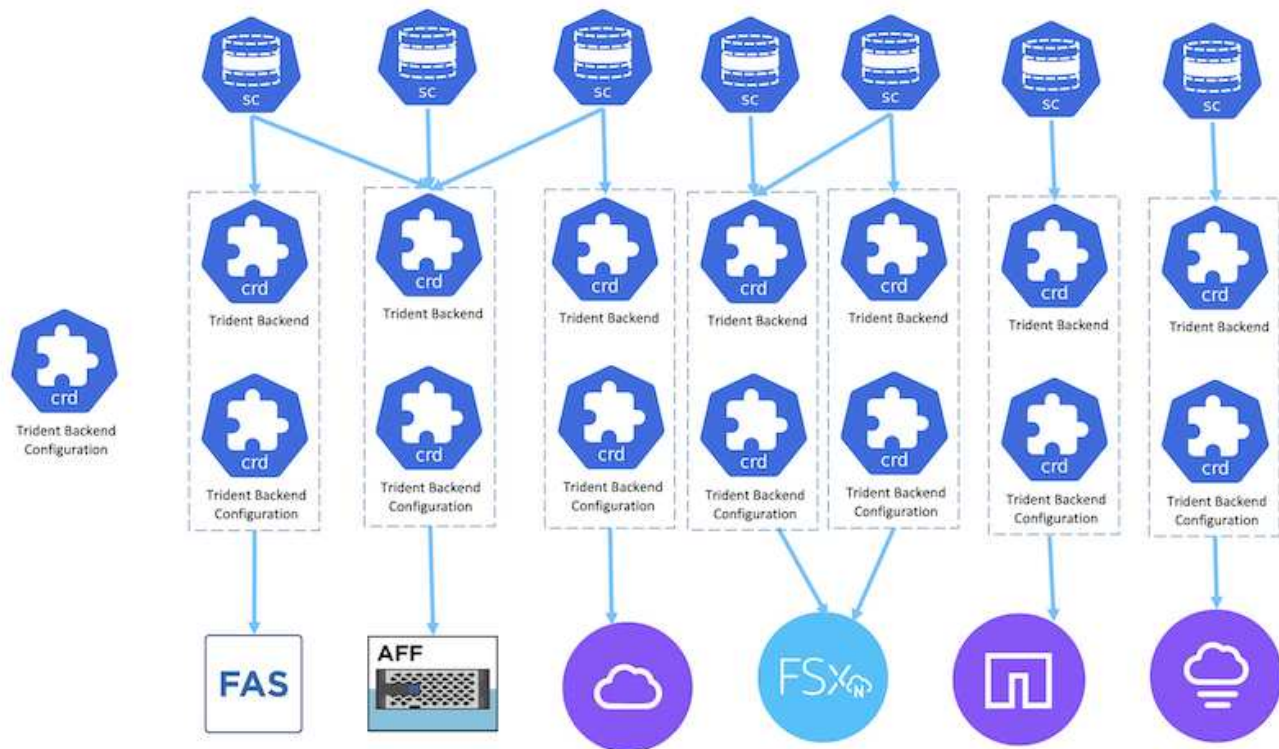 sc
sc
sc
sc
sc
sc
sc
crd
crd
crd
crd
crd
crd
crd
Trident Backend
Trident Backend
Trident Backend
Trident Backend
Trident Backend
Trident Backend
Trident Backend
crd
Trident Backend
Configuration
crd
crd
crd
crd
crd
crd
crd
Trident Backend
Configuration
Trident Backend
Configuration
Trident Backend
Configuration
Trident Backend
Configuration
Trident Backend
Configuration
Trident Backend
Configuration
Trident Backend
Configuration
FAS
AFF
FSx
N